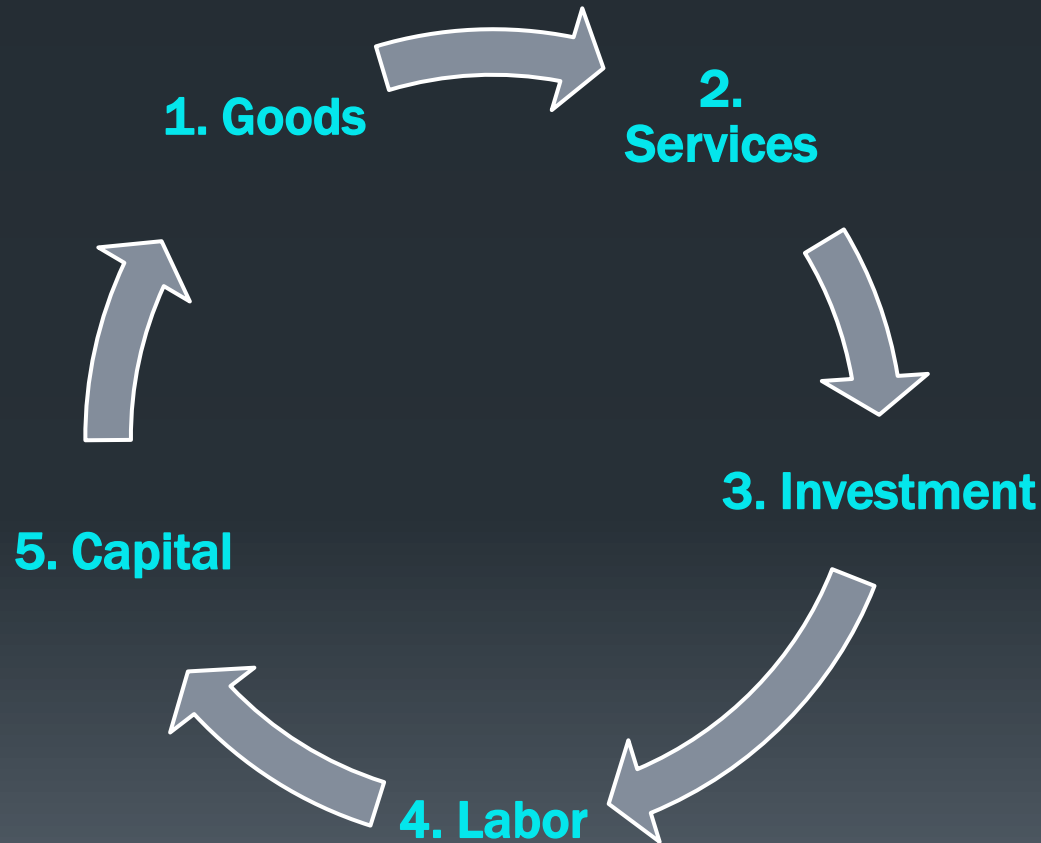 1. Goods
2.
Services
3. Investment
4. Labor
5. Capital